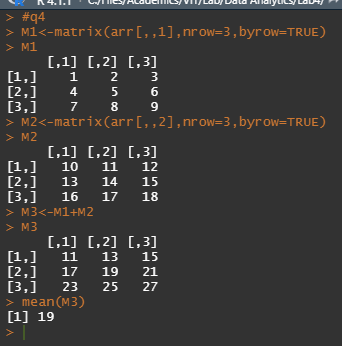 R 4.1.1 · C:/Files/Academics/VIT/Lab/Data Analytics/Lab4/
> #q4
> M1<-matrix(arr[,,1],nrow=3,byrow=TRUE)
> M1
     [,1] [,2] [,3]
[1,]    1    2    3
[2,]    4    5    6
[3,]    7    8    9
> M2<-matrix(arr[,,2],nrow=3,byrow=TRUE)
> M2
     [,1] [,2] [,3]
[1,]   10   11   12
[2,]   13   14   15
[3,]   16   17   18
> M3<-M1+M2
> M3
     [,1] [,2] [,3]
[1,]   11   13   15
[2,]   17   19   21
[3,]   23   25   27
> mean(M3)
[1] 19
>